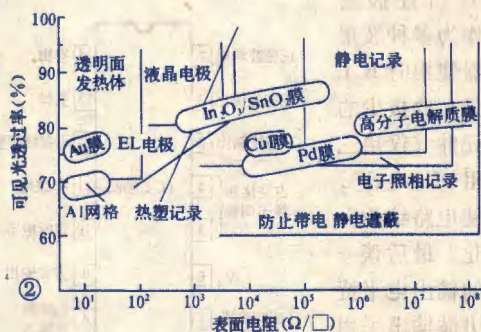 可见光透过率(%)
100
90
80
70
60
透明面
发热体
液晶电极
静电记录
In₂O₃/SnO₂膜
高分子电解质膜
Au膜
EL电极
Cu膜
Pd膜
电子照相记录
Al网格
热塑记录
防止带电 静电遮蔽
②
10¹ 10² 10³ 10⁴ 10⁵ 10⁶ 10⁷ 10⁸
表面电阻(Ω/□)